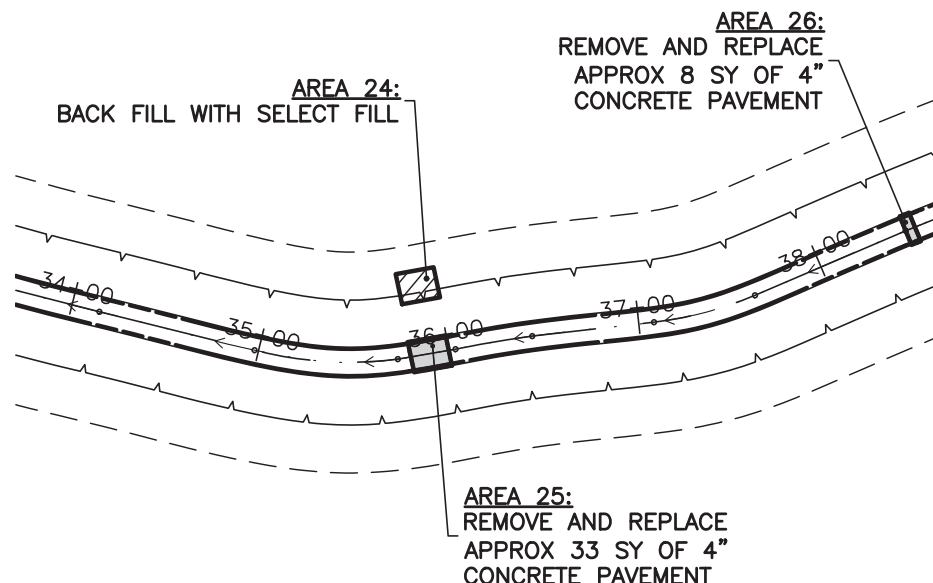 AREA 26:
REMOVE AND REPLACE
APPROX 8 SY OF 4"
CONCRETE PAVEMENT
AREA 24:
BACK FILL WITH SELECT FILL
34+00
35+00
36+00
37+00
38+00
AREA 25:
REMOVE AND REPLACE
APPROX 33 SY OF 4"
CONCRETE PAVEMENT